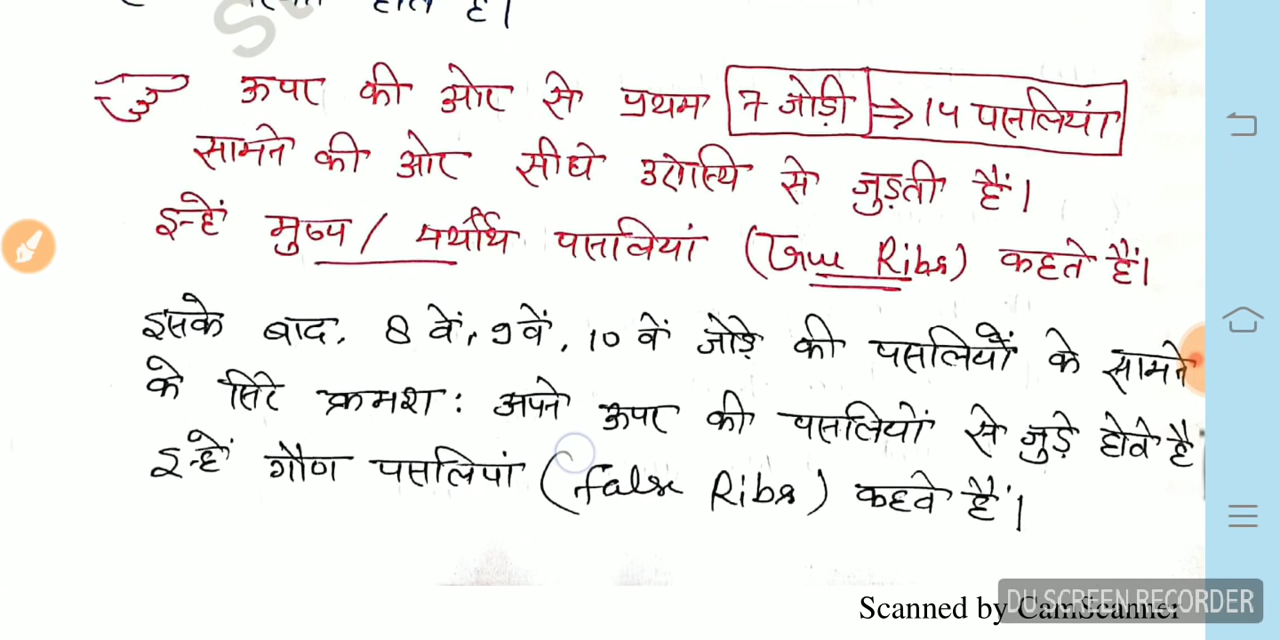 होते हैं।
ऊपर की ओर से प्रथम 7 जोड़ी ⇒ 14 पसलियां
सामने की ओर सीधे उरोस्थि से जुड़ती हैं।
इन्हें मुख्य / यर्थाथ पसलियां (True Ribs) कहते हैं।
इसके बाद, 8 वें, 9 वें, 10 वें जोड़े की पसलियों के सामने
के सिरे क्रमश: अपने ऊपर की पसलियों से जुड़े होते है
इन्हें गौण पसलियां (false Ribs) कहते हैं।
Scanned by CamScanner
DU SCREEN RECORDER